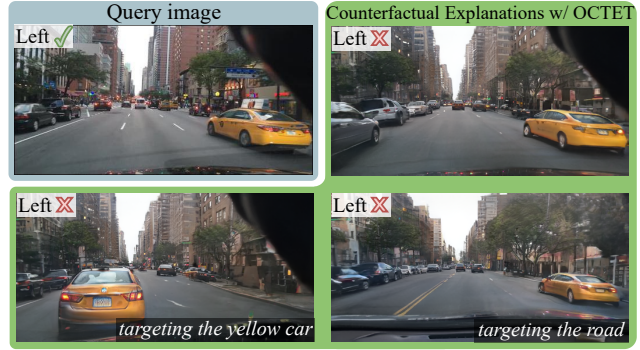 Query image
Counterfactual Explanations w/ OCTET
Left ✓
Left ✗
Left ✗
targeting the yellow car
Left ✗
targeting the road